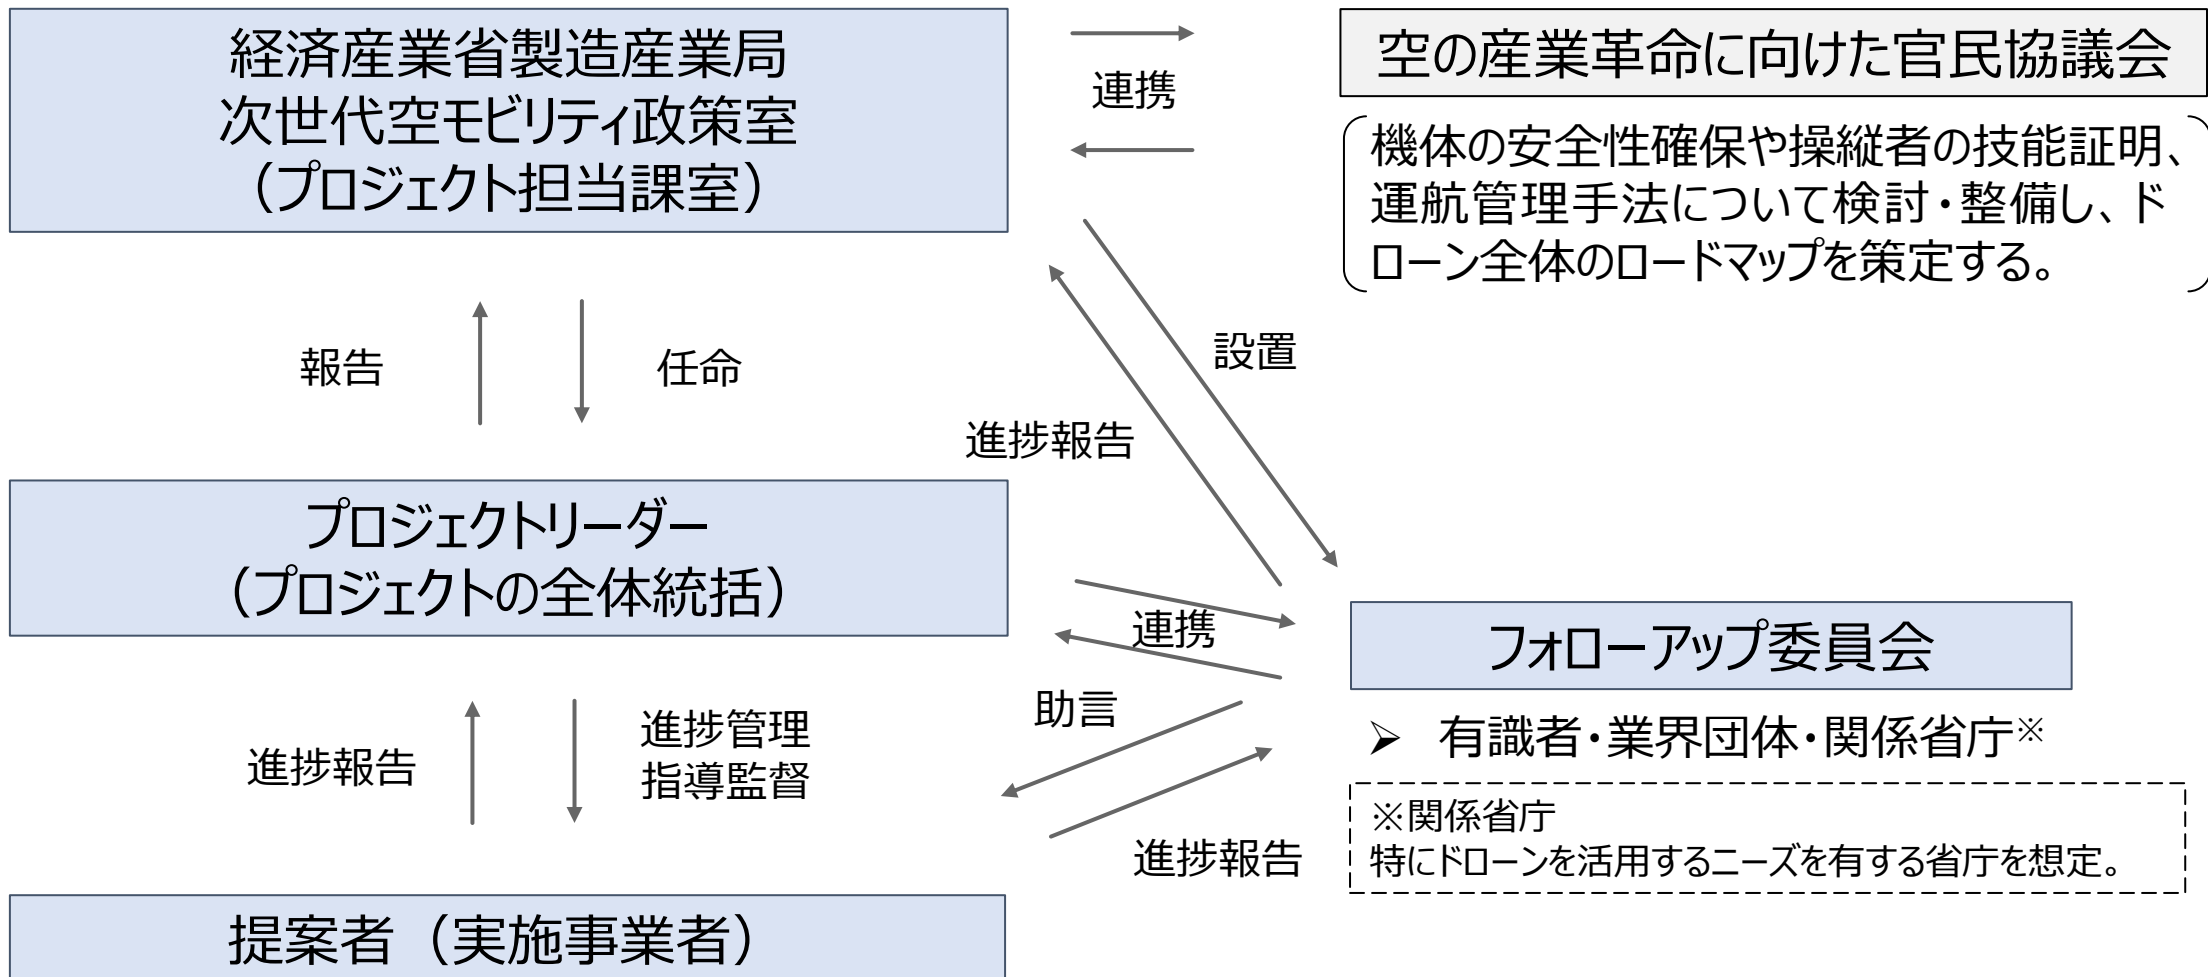 経済産業省製造産業局
次世代空モビリティ政策室
（プロジェクト担当課室）
連携
空の産業革命に向けた官民協議会
機体の安全性確保や操縦者の技能証明、
運航管理手法について検討・整備し、ド
ローン全体のロードマップを策定する。
報告
任命
設置
進捗報告
プロジェクトリーダー
（プロジェクトの全体統括）
連携
フォローアップ委員会
助言
進捗報告
進捗管理
指導監督
➢ 有識者・業界団体・関係省庁※
※関係省庁
特にドローンを活用するニーズを有する省庁を想定。
進捗報告
提案者（実施事業者）